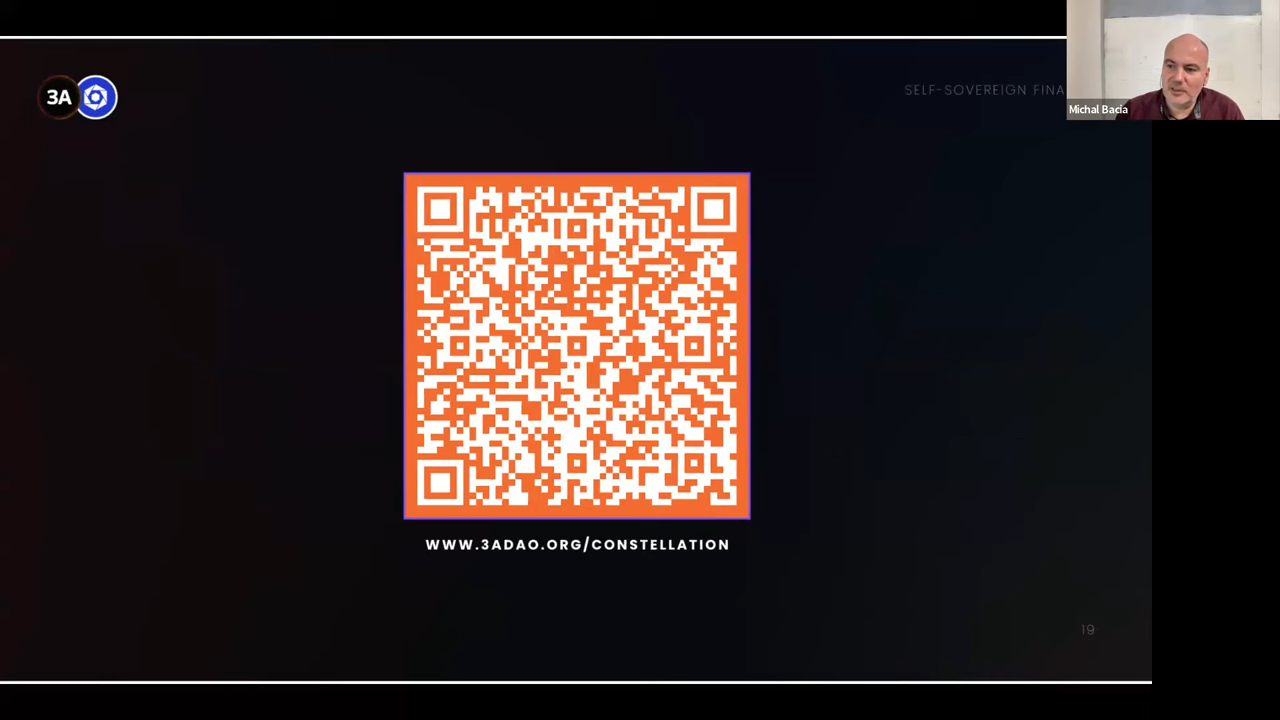 3A
SELF-SOVEREIGN FINA
Michal Bacia
WWW.3ADAO.ORG/CONSTELLATION
19